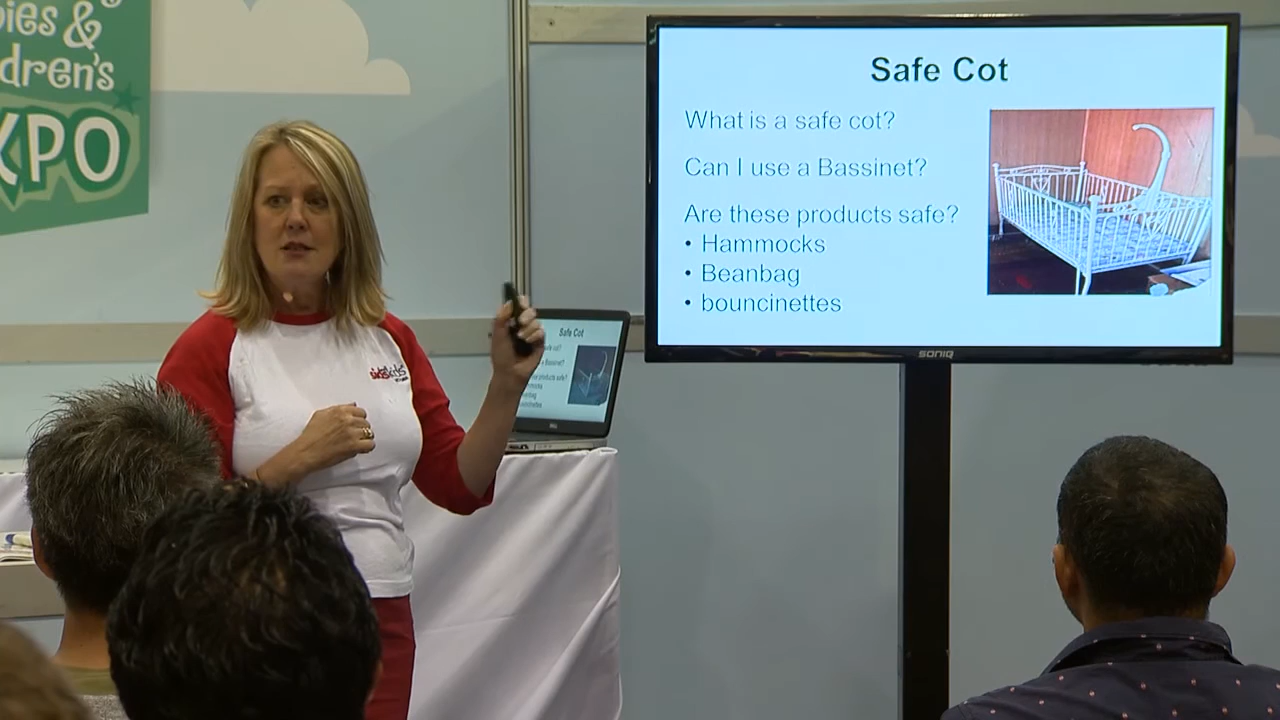 ies &
dren's
XPO
Safe Cot
What is a safe cot?
Can I use a Bassinet?
Are these products safe?
• Hammocks
• Beanbag
• bouncinettes
SONIQ
Safe Cot
DELL